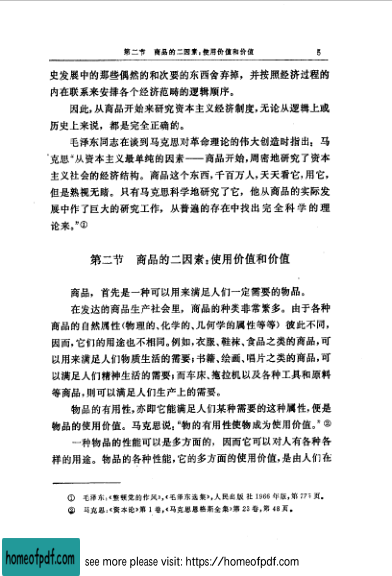 第二节 商品的二因素:使用价值和价值 5
史发展中的那些偶然的和次要的东西舍弃掉，并按照经济过程的
内在联系来安排各个经济范畴的逻辑顺序。
因此，从商品开始来研究资本主义经济制度，无论从逻辑上或
历史上来说，都是完全正确的。
毛泽东同志在谈到马克思对革命理论的伟大创造时指出：马
克思“从资本主义最单纯的因素——商品开始，周密地研究了资本
主义社会的经济结构。商品这个东西，千百万人，天天看它，用它，
但是熟视无睹。只有马克思科学地研究了它，他从商品的实际发
展中作了巨大的研究工作，从普遍的存在中找出完全科学的理
论来。”①
第二节 商品的二因素：使用价值和价值
商品，首先是一种可以用来满足人们一定需要的物品。
在发达的商品生产社会里，商品的种类非常繁多。由于各种
商品的自然属性(物理的、化学的、几何学的属性等等)彼此不同，
因而，它们的用途也不相同。例如，衣服、鞋袜、食品之类的商品，可
以用来满足人们物质生活的需要；书籍、绘画、唱片之类的商品，可
以满足人们精神生活的需要；而车床、拖拉机以及各种工具和原料
等商品，则可以满足人们生产上的需要。
物品的有用性，亦即它能满足人们某种需要的这种属性，便是
物品的使用价值。马克思说：“物的有用性使物成为使用价值。”②
一种物品的性能可以是多方面的，因而它可以对人有各种各
样的用途。物品的各种性能，它的多方面的使用价值，是由人们在
① 毛泽东：《整顿党的作风》，《毛泽东选集》，人民出版社1966年版，第777页。
② 马克思：《资本论》第1卷，《马克思恩格斯全集》第23卷，第48页。
homeofpdf.com
see more please visit: https://homeofpdf.com